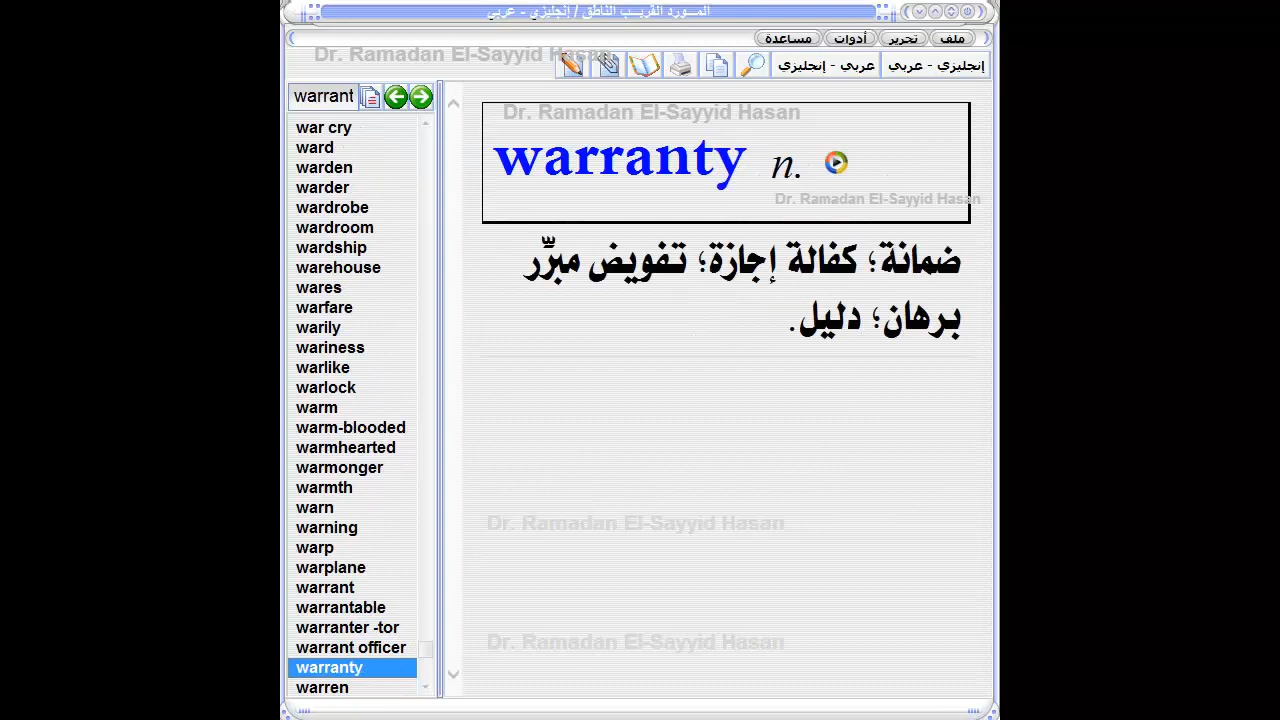 المـــورد القريـــب الناطق / إنجليزي - عربي
ملف تحرير أدوات مساعدة
Dr. Ramadan El-Sayyid Hasan
إنجليزي - عربي عربي - إنجليزي
warrant
war cry
ward
warden
warder
wardrobe
wardroom
wardship
warehouse
wares
warfare
warily
wariness
warlike
warlock
warm
warm-blooded
warmhearted
warmonger
warmth
warn
warning
warp
warplane
warrant
warrantable
warranter -tor
warrant officer
warranty
warren
Dr. Ramadan El-Sayyid Hasan
warranty n.
Dr. Ramadan El-Sayyid Hasan
ضمانة؛ كفالة إجازة؛ تفويض مبرِّر
برهان؛ دليل.
Dr. Ramadan El-Sayyid Hasan
Dr. Ramadan El-Sayyid Hasan